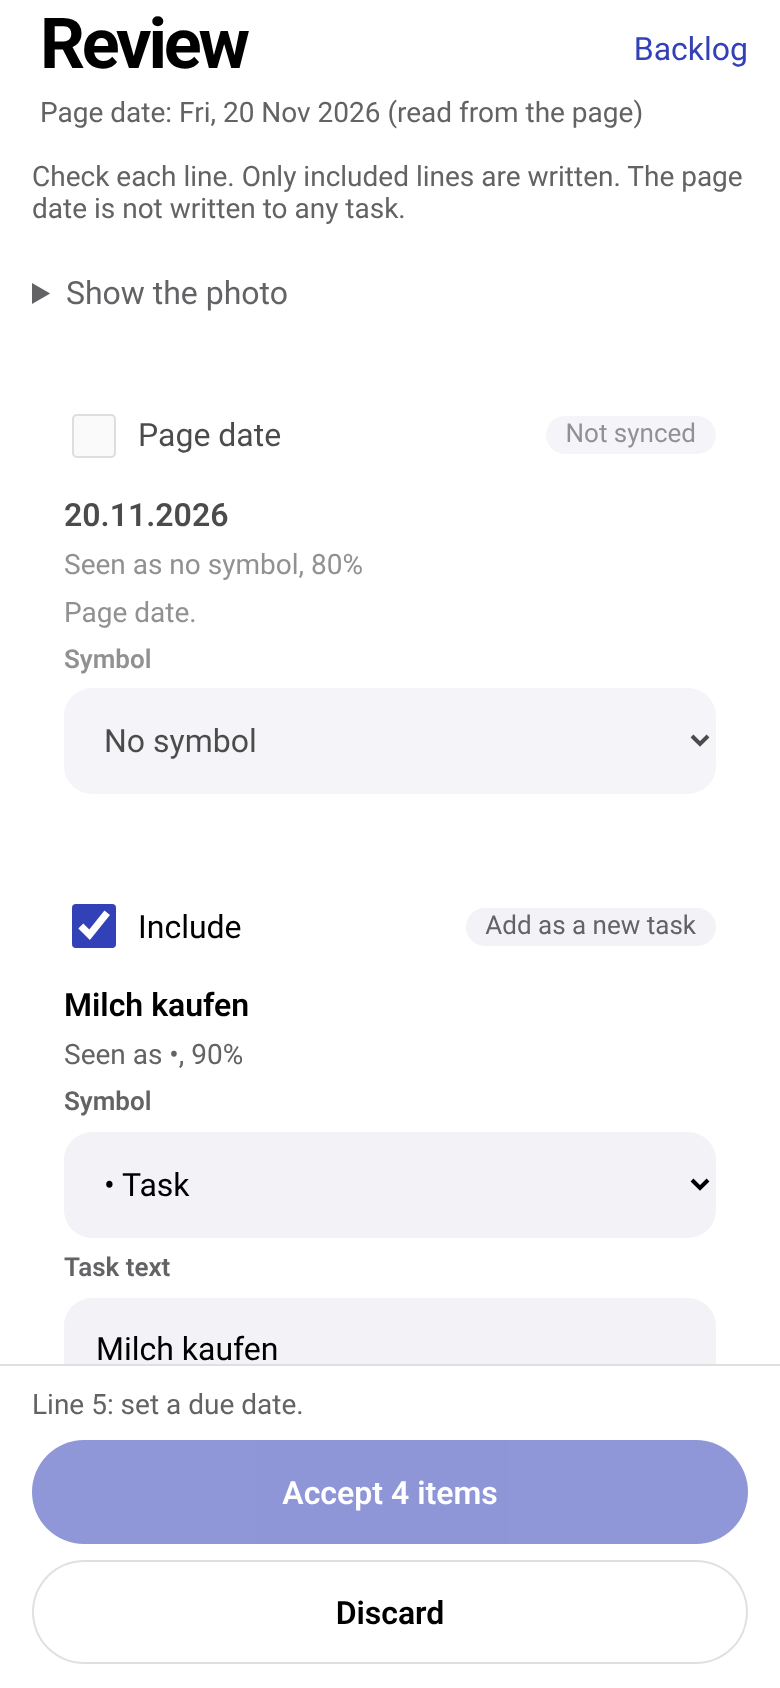 Review
Backlog
Page date: Fri, 20 Nov 2026 (read from the page)
Check each line. Only included lines are written. The page
date is not written to any task.
Show the photo
Page date
Not synced
20.11.2026
Seen as no symbol, 80%
Page date.
Symbol
No symbol
Include
Add as a new task
Milch kaufen
Seen as •, 90%
Symbol
• Task
Task text
Milch kaufen
Line 5: set a due date.
Accept 4 items
Discard